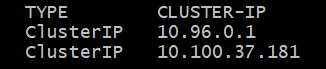 TYPE CLUSTER-IP
ClusterIP 10.96.0.1
ClusterIP 10.100.37.181